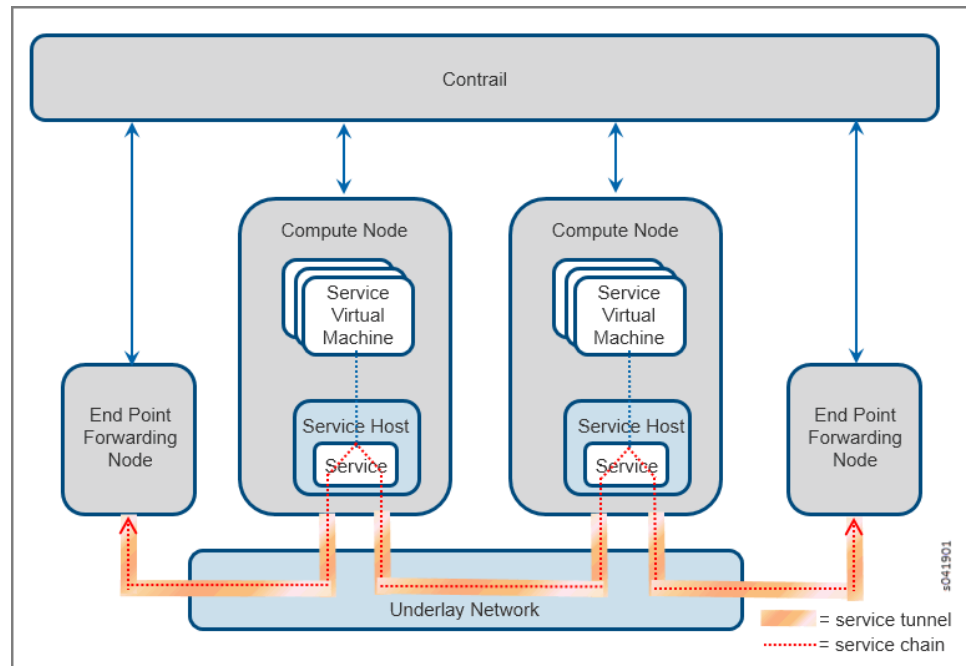 Contrail
Compute Node
Service
Virtual
Machine
Service Host
Service
Compute Node
Service
Virtual
Machine
Service Host
Service
End Point
Forwarding
Node
End Point
Forwarding
Node
Underlay Network
s041901
= service tunnel
= service chain